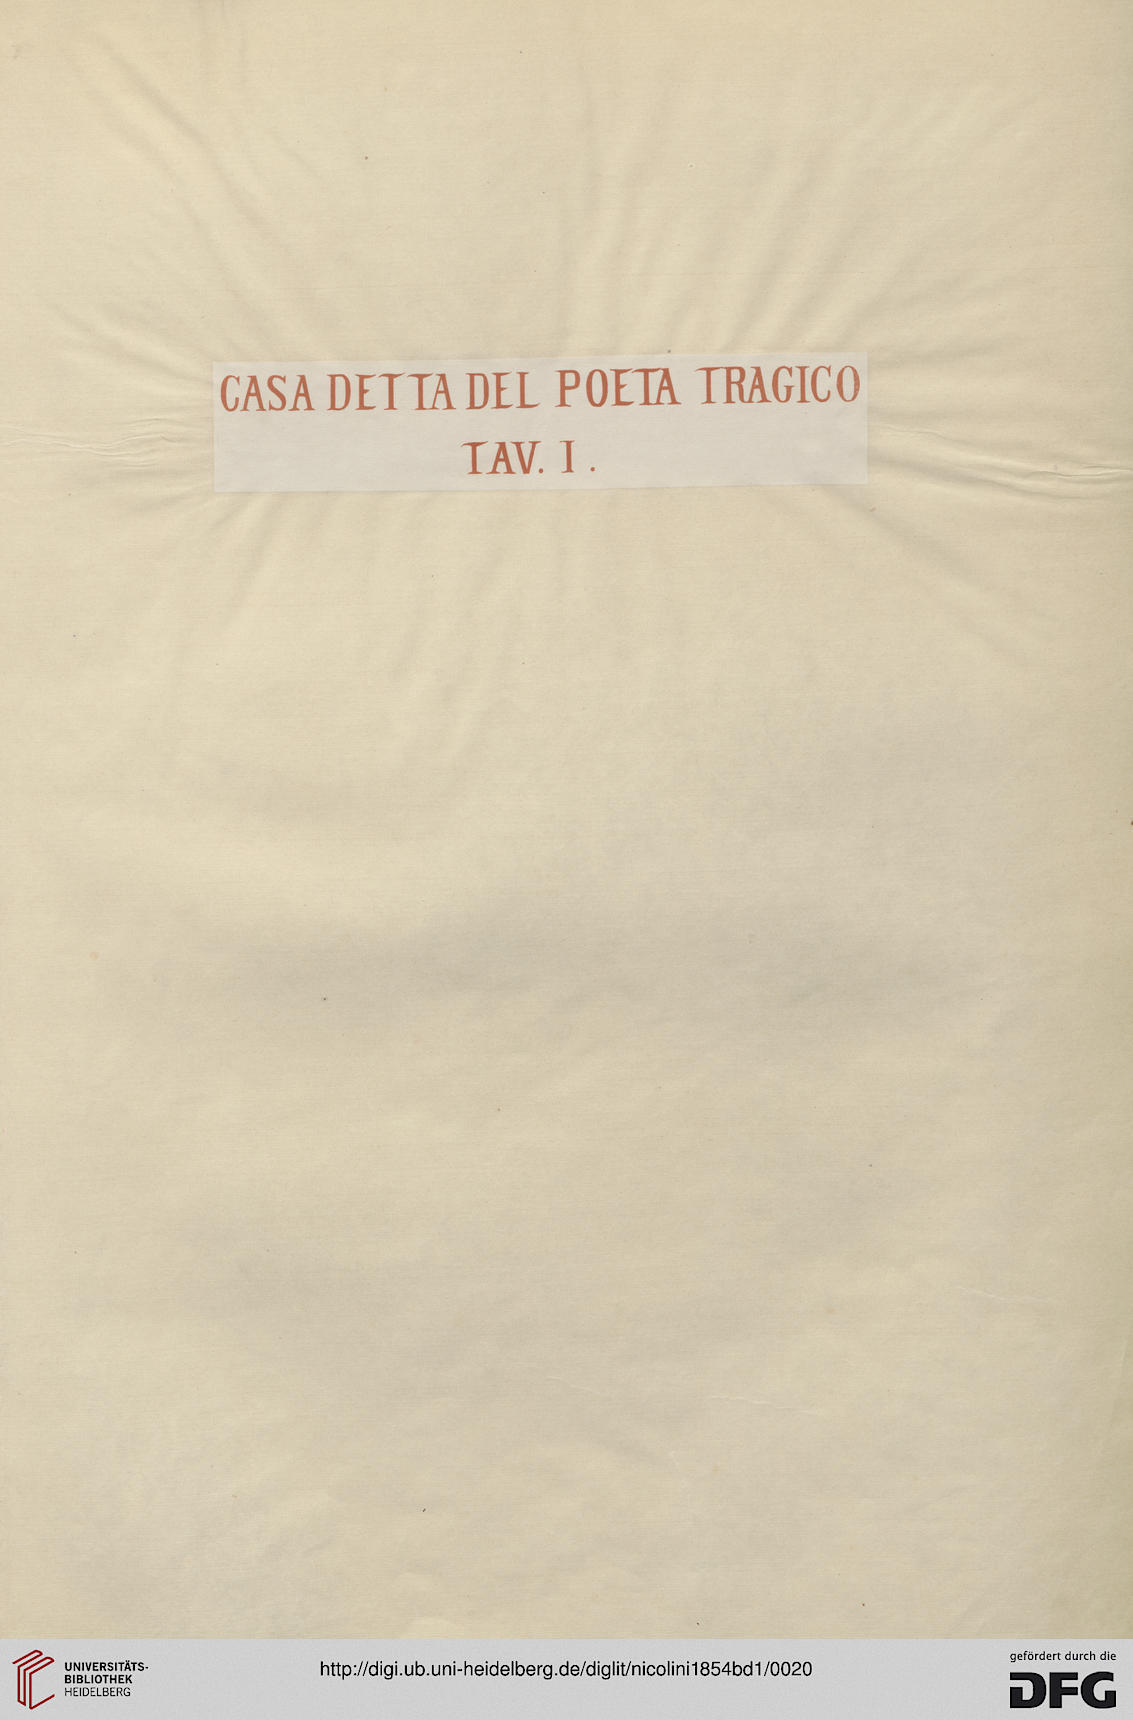 CASA DETTA DEL POETA TRAGICO
TAV. I.
UNIVERSITÄTS-
BIBLIOTHEK
HEIDELBERG
http://digi.ub.uni-heidelberg.de/diglit/nicolini1854bd1/0020
gefördert durch die
DFG